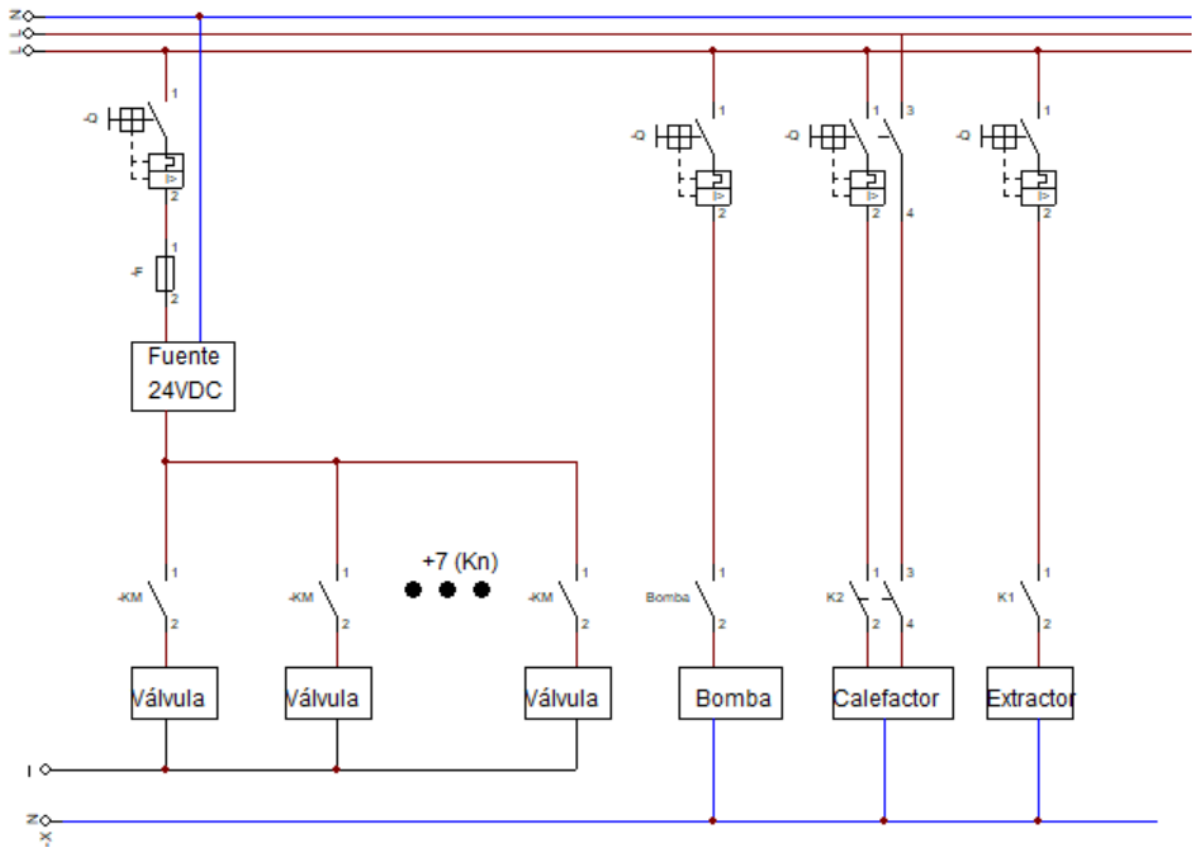 N
L
L
1
1
3
1
1
-Q
-Q
-Q
-Q
I>
I>
I>
I>
2
2
2
4
2
1
-F
2
Fuente
24VDC
+7 (Kn)
1
1
1
1
1
3
1
-KM
-KM
-KM
Bomba
K2
K1
2
2
2
2
2
4
2
Válvula
Válvula
Válvula
Bomba
Calefactor
Extractor
N
-X